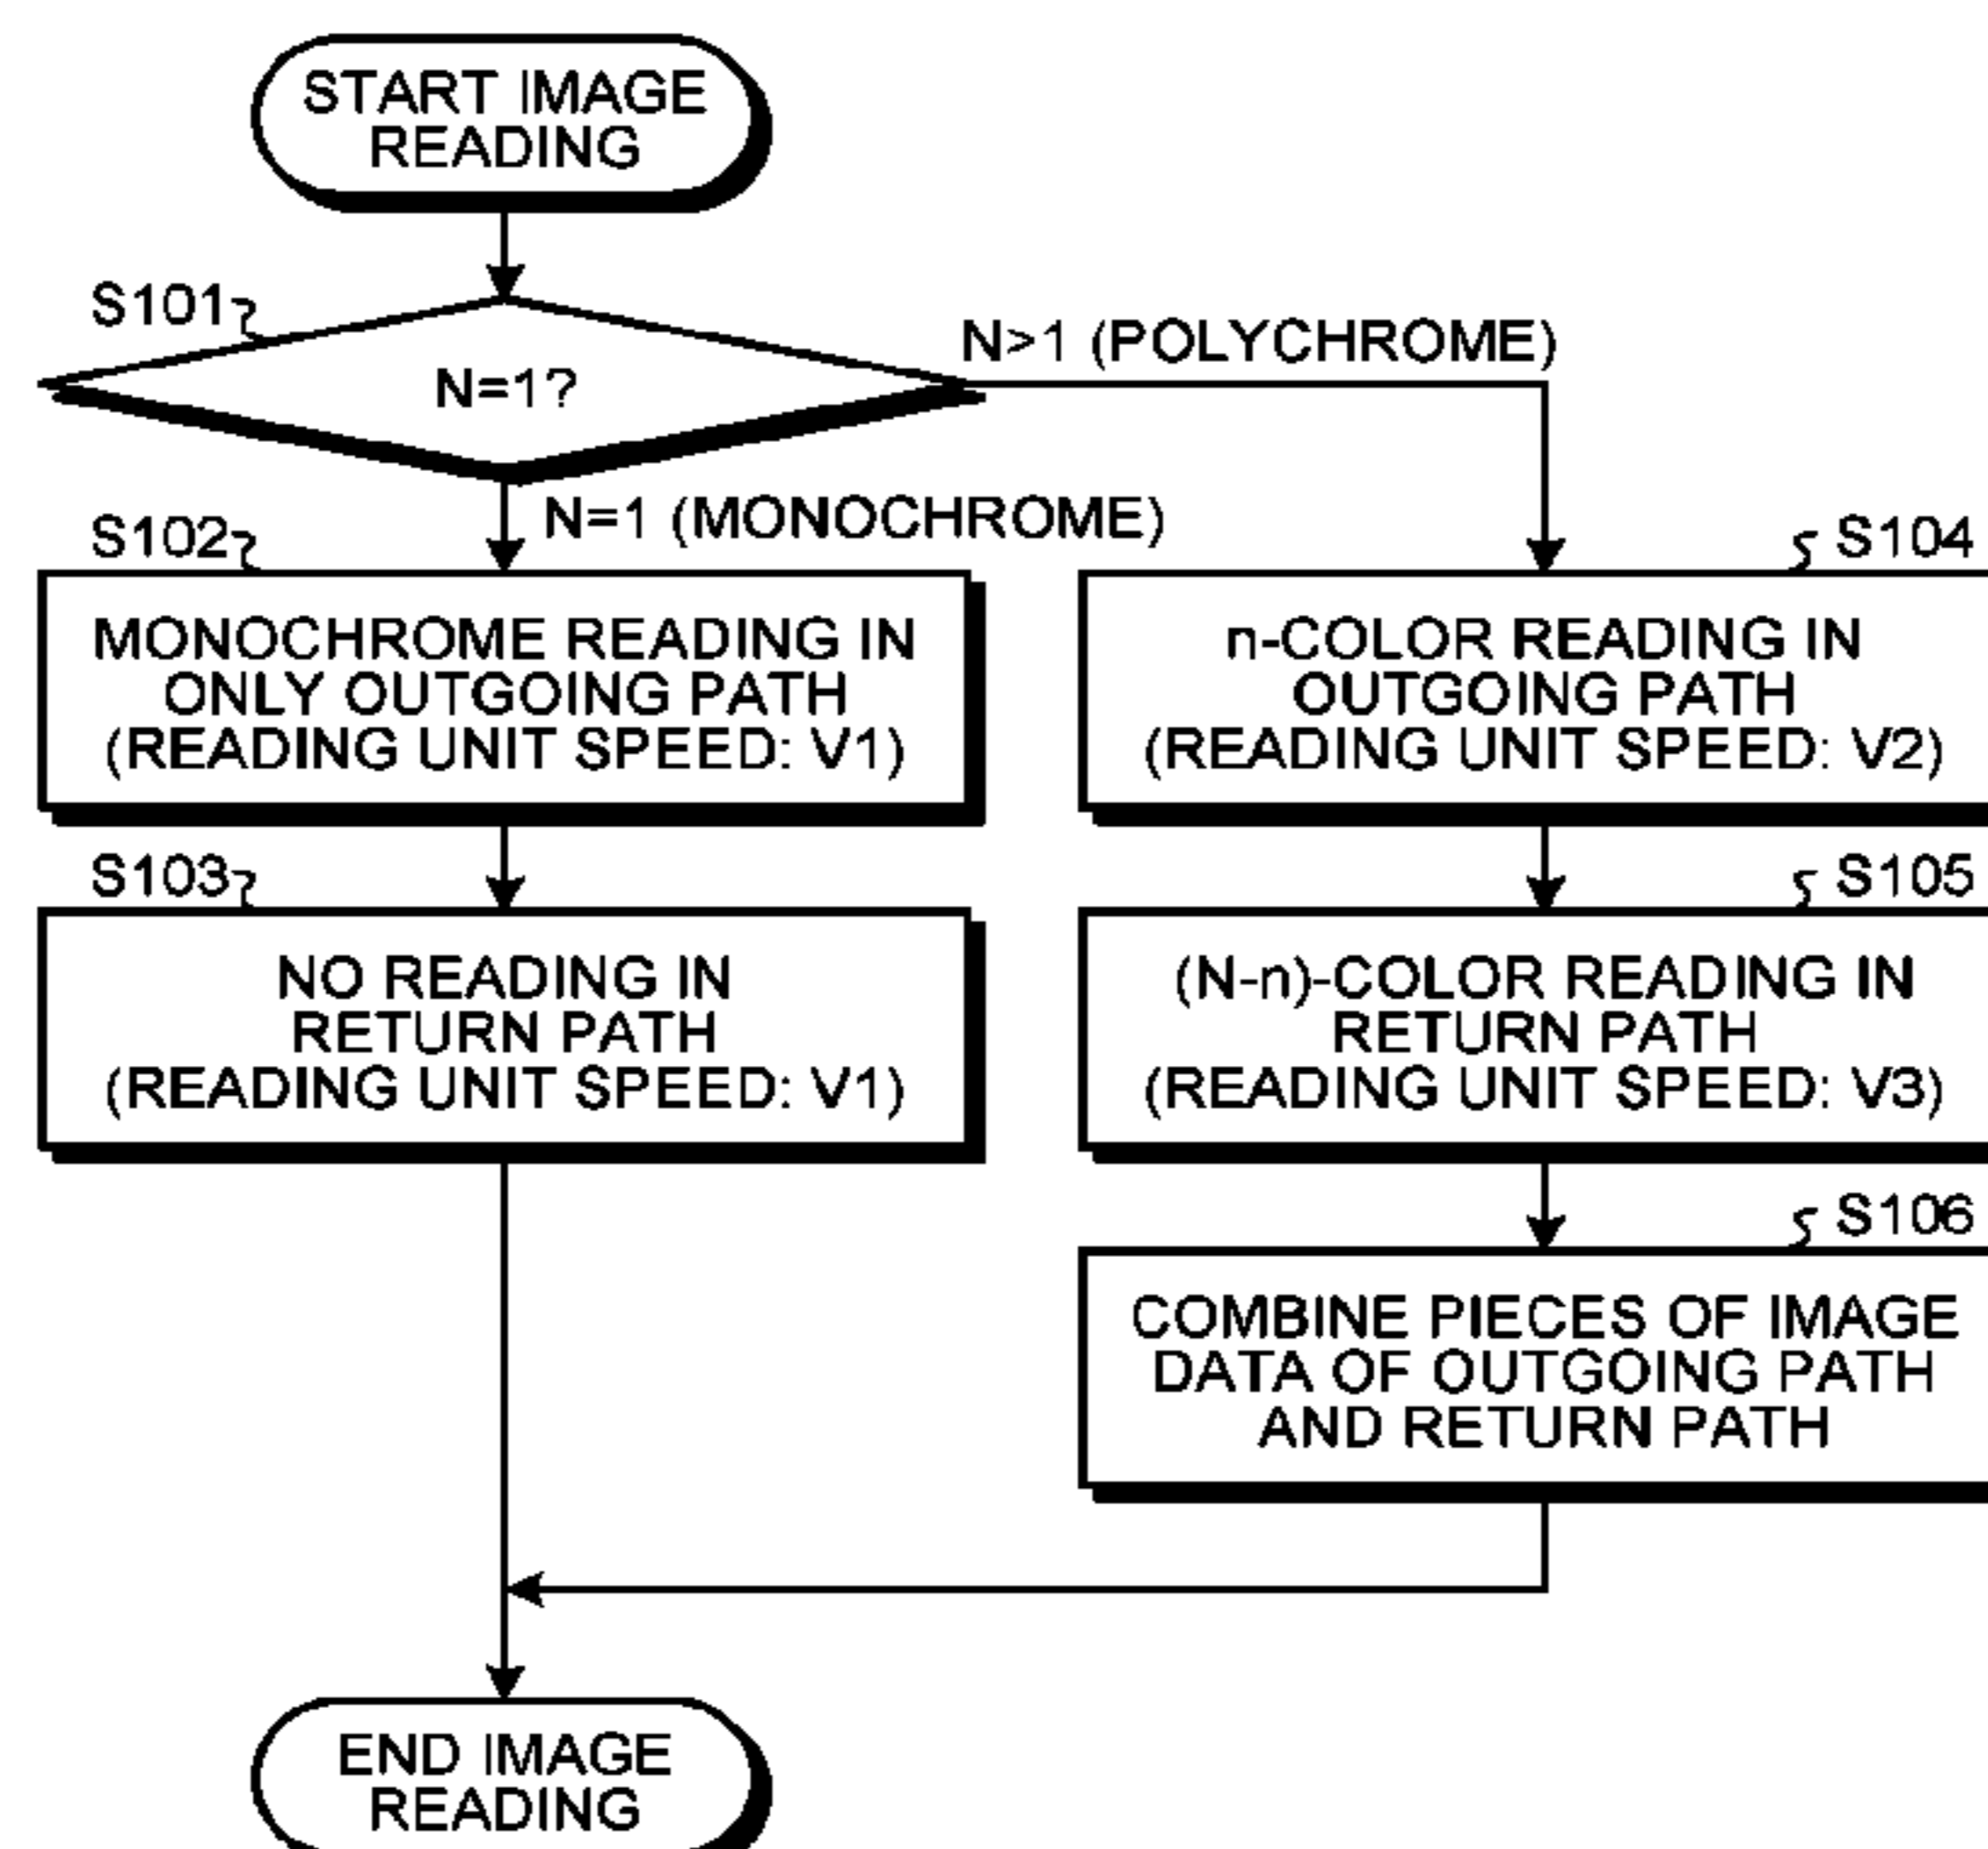 START IMAGE
READING
S101
N=1?
N>1 (POLYCHROME)
N=1 (MONOCHROME)
S102
MONOCHROME READING IN
ONLY OUTGOING PATH
(READING UNIT SPEED: V1)
S103
NO READING IN
RETURN PATH
(READING UNIT SPEED: V1)
S104
n-COLOR READING IN
OUTGOING PATH
(READING UNIT SPEED: V2)
S105
(N-n)-COLOR READING IN
RETURN PATH
(READING UNIT SPEED: V3)
S106
COMBINE PIECES OF IMAGE
DATA OF OUTGOING PATH
AND RETURN PATH
END IMAGE
READING